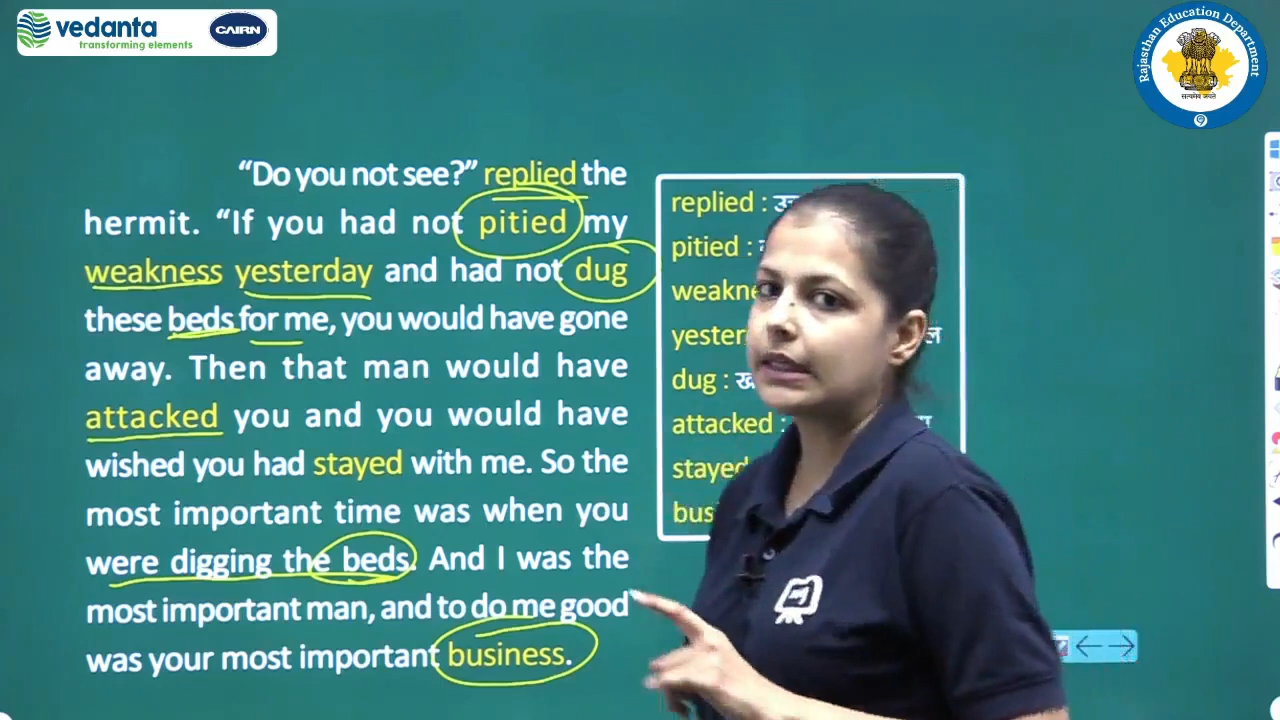 vedanta
transforming elements
CAIRN
Rajasthan Education Department
सत्यमेव जयते
“Do you not see?” replied the
hermit. “If you had not pitied my
weakness yesterday and had not dug
these beds for me, you would have gone
away. Then that man would have
attacked you and you would have
wished you had stayed with me. So the
most important time was when you
were digging the beds. And I was the
most important man, and to do me good
was your most important business.
replied :
pitied :
dug :
attacked :
stayed